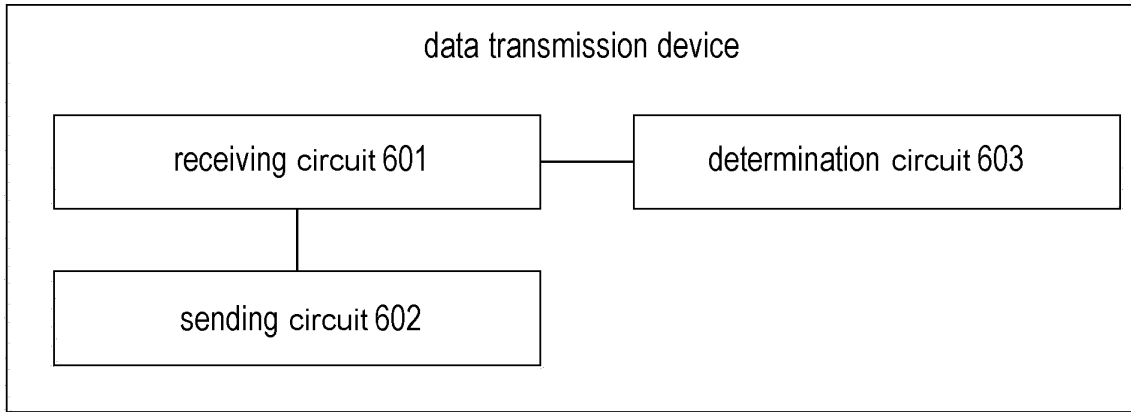 data transmission device
receiving circuit 601
determination circuit 603
sending circuit 602